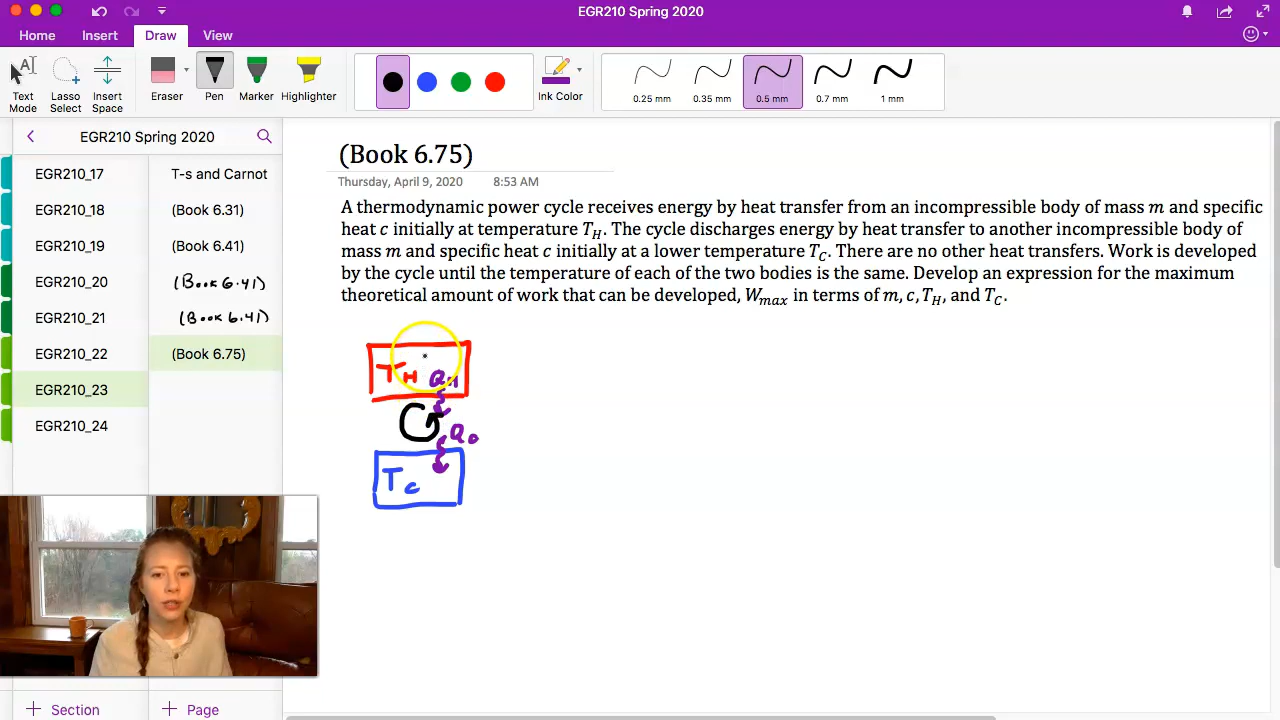 EGR210 Spring 2020
Home Insert Draw View
Text Mode
Lasso Select
Insert Space
Eraser
Pen
Marker
Highlighter
Ink Color
0.25 mm
0.35 mm
0.5 mm
0.7 mm
1 mm
EGR210 Spring 2020
EGR210_17
EGR210_18
EGR210_19
EGR210_20
EGR210_21
EGR210_22
EGR210_23
EGR210_24
T-s and Carnot
(Book 6.31)
(Book 6.41)
(Book 6.41)
(Book 6.41)
(Book 6.75)
+ Section
+ Page
(Book 6.75)
Thursday, April 9, 2020 8:53 AM
A thermodynamic power cycle receives energy by heat transfer from an incompressible body of mass m and specific
heat c initially at temperature T_H. The cycle discharges energy by heat transfer to another incompressible body of
mass m and specific heat c initially at a lower temperature T_C. There are no other heat transfers. Work is developed
by the cycle until the temperature of each of the two bodies is the same. Develop an expression for the maximum
theoretical amount of work that can be developed, W_max in terms of m, c, T_H, and T_C.
T_H
Q_H
T_C